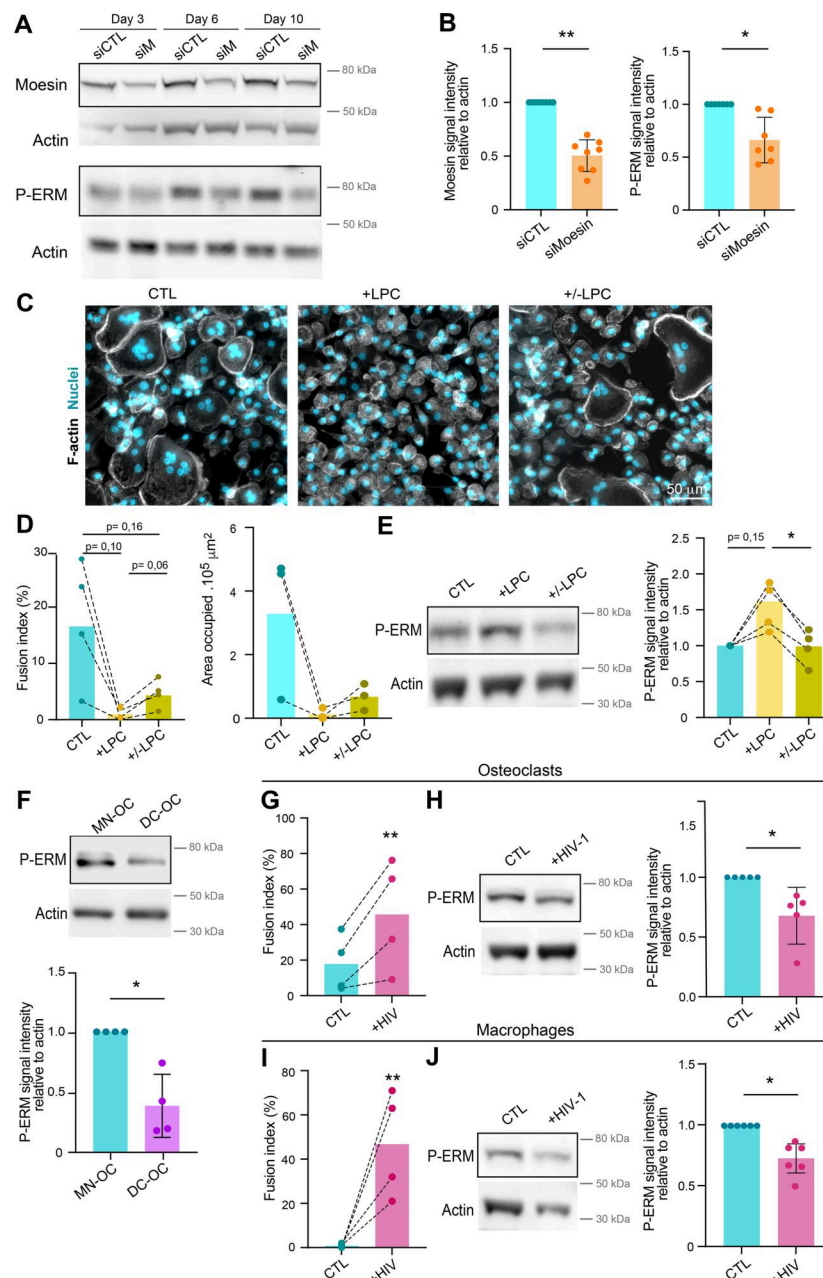 A
Day 3 Day 6 Day 10
siCTL siM siCTL siM siCTL siM
Moesin
80 kDa
50 kDa
Actin
P-ERM
80 kDa
50 kDa
Actin
B
Moesin signal intensity
relative to actin
1.5
1.0
0.5
0
**
siCTL
siMoesin
P-ERM signal intensity
relative to actin
1.5
1.0
0.5
0
*
siCTL
siMoesin
C
CTL +LPC +/-LPC
F-actin Nuclei
50 µm
D
Fusion index (%)
30
20
10
0
p= 0,16
p= 0,10
p= 0,06
CTL
+LPC
+/-LPC
Area occupied .10⁵ µm²
6
4
2
0
CTL
+LPC
+/-LPC
E
CTL +LPC +/-LPC
P-ERM
80 kDa
Actin
50 kDa
30 kDa
P-ERM signal intensity
relative to actin
2.5
2.0
1.5
1.0
0.5
0
p= 0,15
*
CTL
+LPC
+/-LPC
F
MN-OC DC-OC
P-ERM
80 kDa
Actin
50 kDa
30 kDa
P-ERM signal intensity
relative to actin
1.5
1.0
0.5
0
*
MN-OC
DC-OC
Osteoclasts
G
Fusion index (%)
100
80
60
40
20
0
**
CTL
+HIV
H
CTL +HIV-1
P-ERM
80 kDa
Actin
50 kDa
30 kDa
P-ERM signal intensity
relative to actin
1.5
1.0
0.5
0.0
*
CTL
+HIV
Macrophages
I
Fusion index (%)
80
60
40
20
0
**
CTL
+HIV
J
CTL +HIV-1
P-ERM
80 kDa
Actin
50 kDa
30 kDa
P-ERM signal intensity
relative to actin
1.5
1.0
0.5
0
*
CTL
+HIV